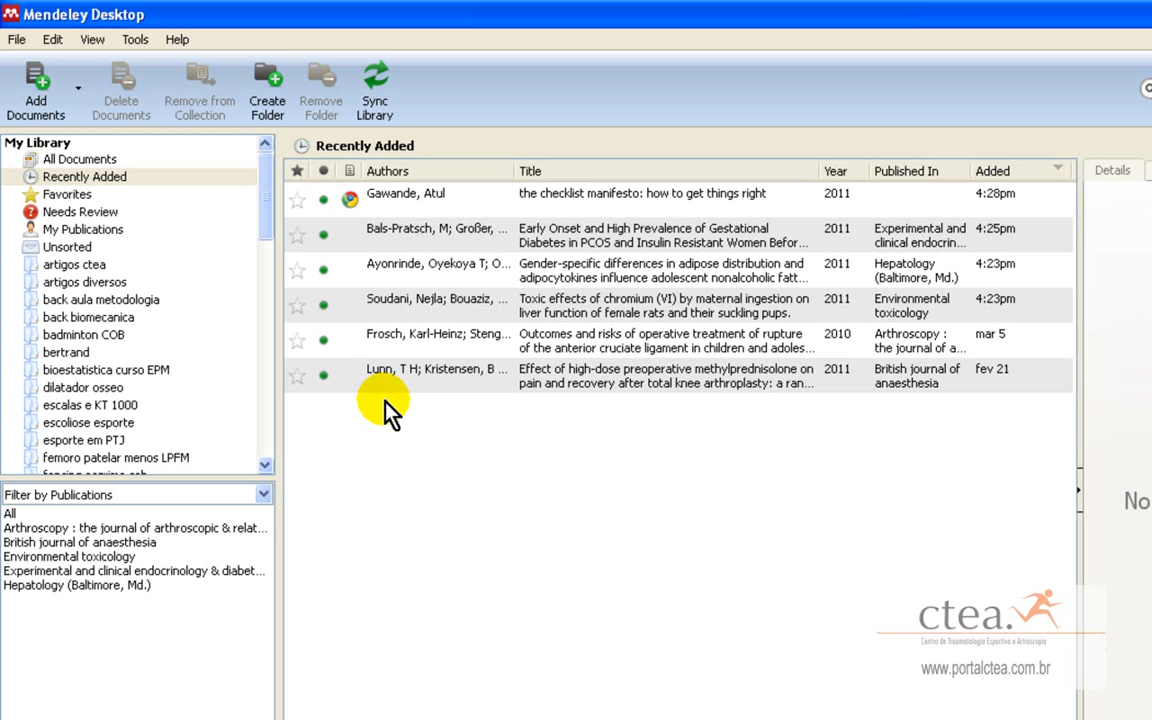 Mendeley Desktop
File Edit View Tools Help
Add Documents
Delete Documents
Remove from Collection
Create Folder
Remove Folder
Sync Library
My Library
All Documents
Recently Added
Favorites
Needs Review
My Publications
Unsorted
artigos ctea
artigos diversos
back aula metodologia
back biomecanica
badminton COB
bertrand
bioestatistica curso EPM
dilatador osseo
escalas e KT 1000
escoliose esporte
esporte em PTJ
femoro patelar menos LPFM
Filter by Publications
All
Arthroscopy : the journal of arthroscopic & relat...
British journal of anaesthesia
Environmental toxicology
Experimental and clinical endocrinology & diabet...
Hepatology (Baltimore, Md.)
Recently Added
Authors Title Year Published In Added
Gawande, Atul the checklist manifesto: how to get things right 2011 4:28pm
Bals-Pratsch, M; Großer, ... Early Onset and High Prevalence of Gestational 2011 Experimental and 4:25pm
Diabetes in PCOS and Insulin Resistant Women Befor... clinical endocrin...
Ayonrinde, Oyekoya T; O... Gender-specific differences in adipose distribution and 2011 Hepatology 4:23pm
adipocytokines influence adolescent nonalcoholic fatt... (Baltimore, Md.)
Soudani, Nejla; Bouaziz, ... Toxic effects of chromium (VI) by maternal ingestion on 2011 Environmental 4:23pm
liver function of female rats and their suckling pups. toxicology
Frosch, Karl-Heinz; Steng... Outcomes and risks of operative treatment of rupture 2010 Arthroscopy : mar 5
of the anterior cruciate ligament in children and adoles... the journal of a...
Lunn, T H; Kristensen, B ... Effect of high-dose preoperative methylprednisolone on 2011 British journal of fev 21
pain and recovery after total knee arthroplasty: a ran... anaesthesia
Details
No
ctea.
Centro de Traumatologia Esportiva e Artroscopia
www.portalctea.com.br